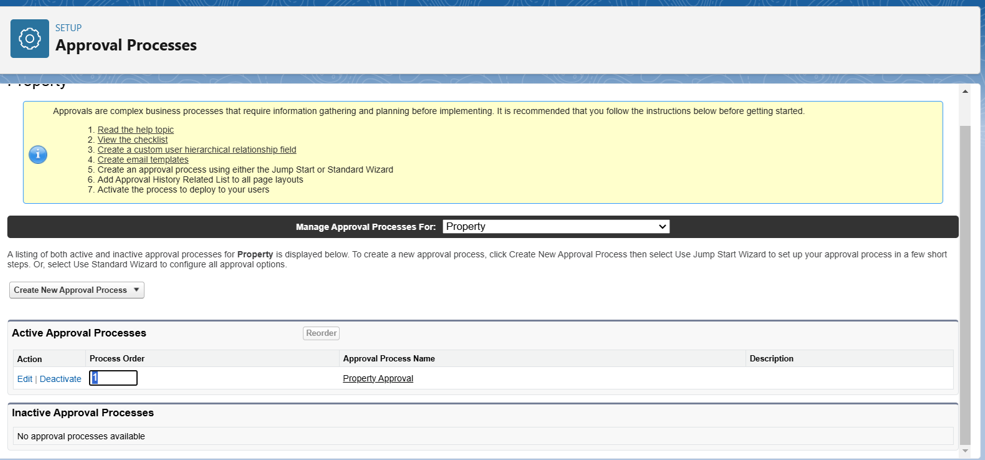 SETUP
Approval Processes
Property
Approvals are complex business processes that require information gathering and planning before implementing. It is recommended that you follow the instructions below before getting started.
1. Read the help topic
2. View the checklist
3. Create a custom user hierarchical relationship field
4. Create email templates
5. Create an approval process using either the Jump Start or Standard Wizard
6. Add Approval History Related List to all page layouts
7. Activate the process to deploy to your users
Manage Approval Processes For: Property
A listing of both active and inactive approval processes for Property is displayed below. To create a new approval process, click Create New Approval Process then select Use Jump Start Wizard to set up your approval process in a few short
steps. Or, select Use Standard Wizard to configure all approval options.
Create New Approval Process
Active Approval Processes Reorder
Action Process Order Approval Process Name Description
Edit | Deactivate 1 Property Approval
Inactive Approval Processes
No approval processes available